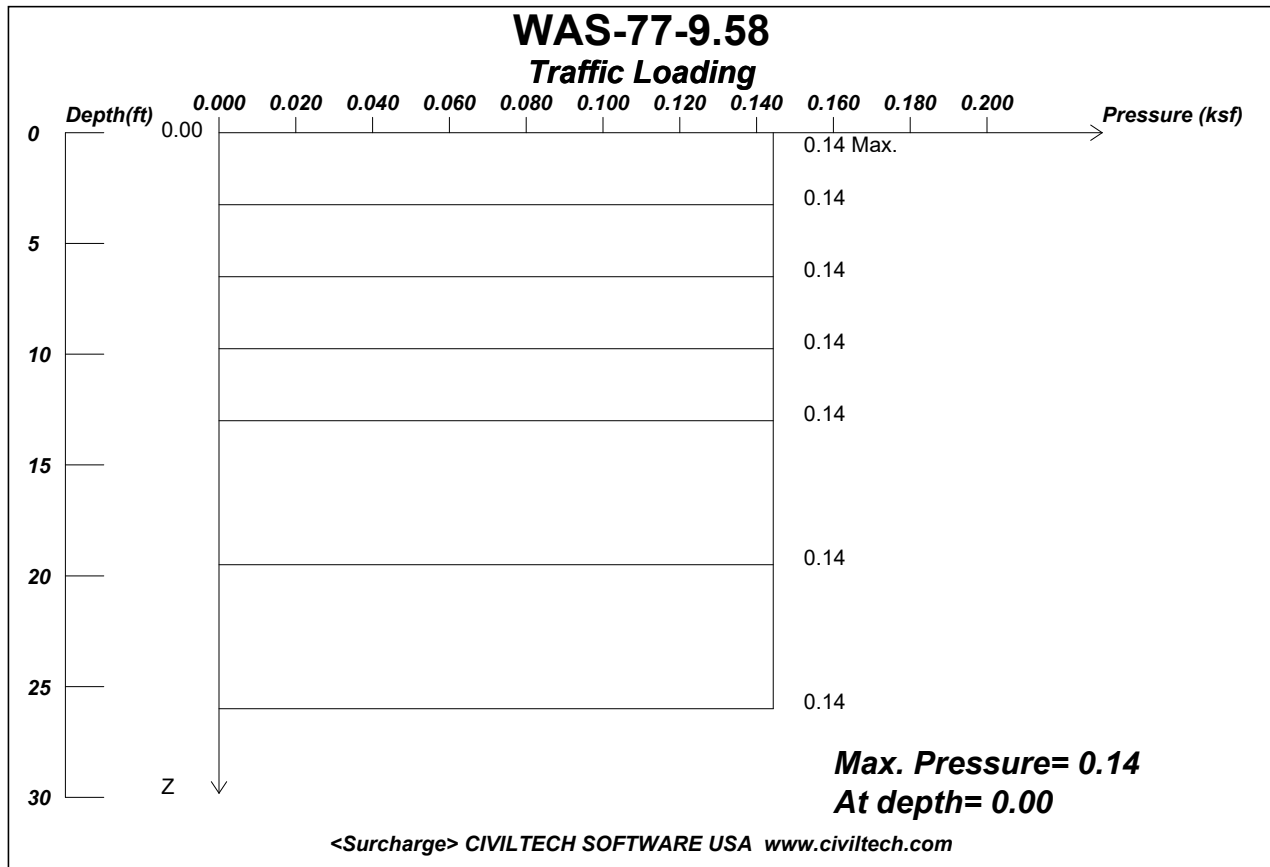 WAS-77-9.58
Traffic Loading
Depth(ft) 0.000 0.020 0.040 0.060 0.080 0.100 0.120 0.140 0.160 0.180 0.200 Pressure (ksf)
0 0.00
0.14 Max.
0.14
5
0.14
0.14
10
0.14
15
0.14
20
25
0.14
Max. Pressure= 0.14
Z
30
At depth= 0.00
<Surcharge> CIVILTECH SOFTWARE USA www.civiltech.com